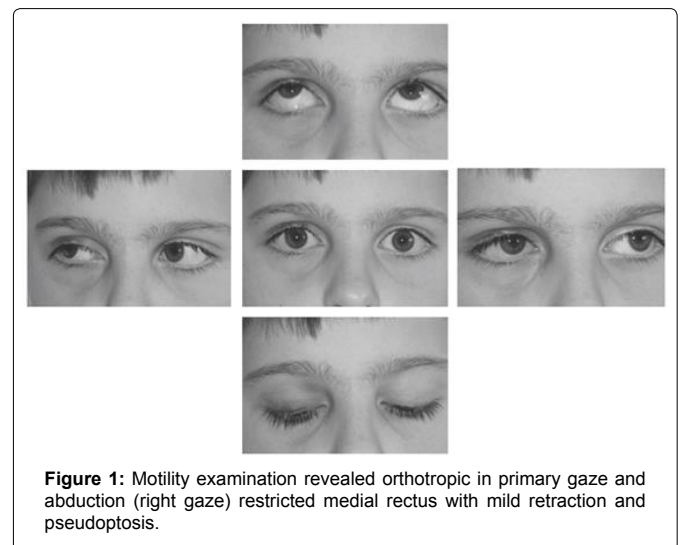 Figure 1: Motility examination revealed orthotropic in primary gaze and
abduction (right gaze) restricted medial rectus with mild retraction and
pseudoptosis.